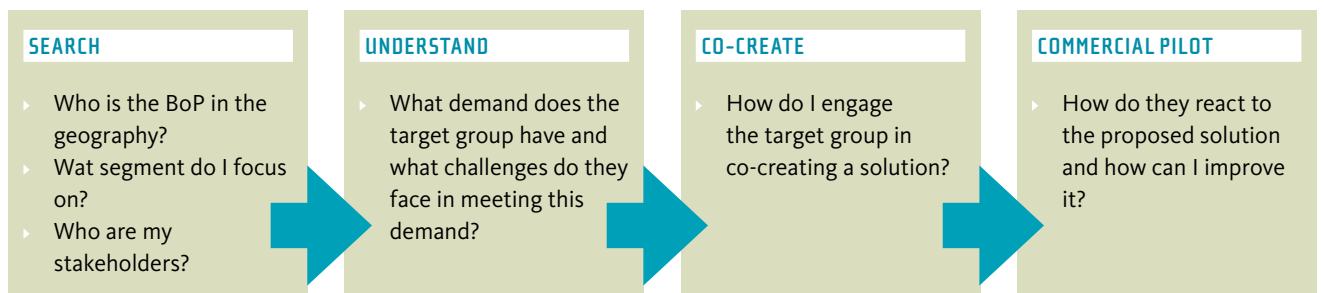 SEARCH
Who is the BoP in the
geography?
Wat segment do I focus
on?
Who are my
stakeholders?
UNDERSTAND
What demand does the
target group have and
what challenges do they
face in meeting this
demand?
CO-CREATE
How do I engage
the target group in
co-creating a solution?
COMMERCIAL PILOT
How do they react to
the proposed solution
and how can I improve
it?